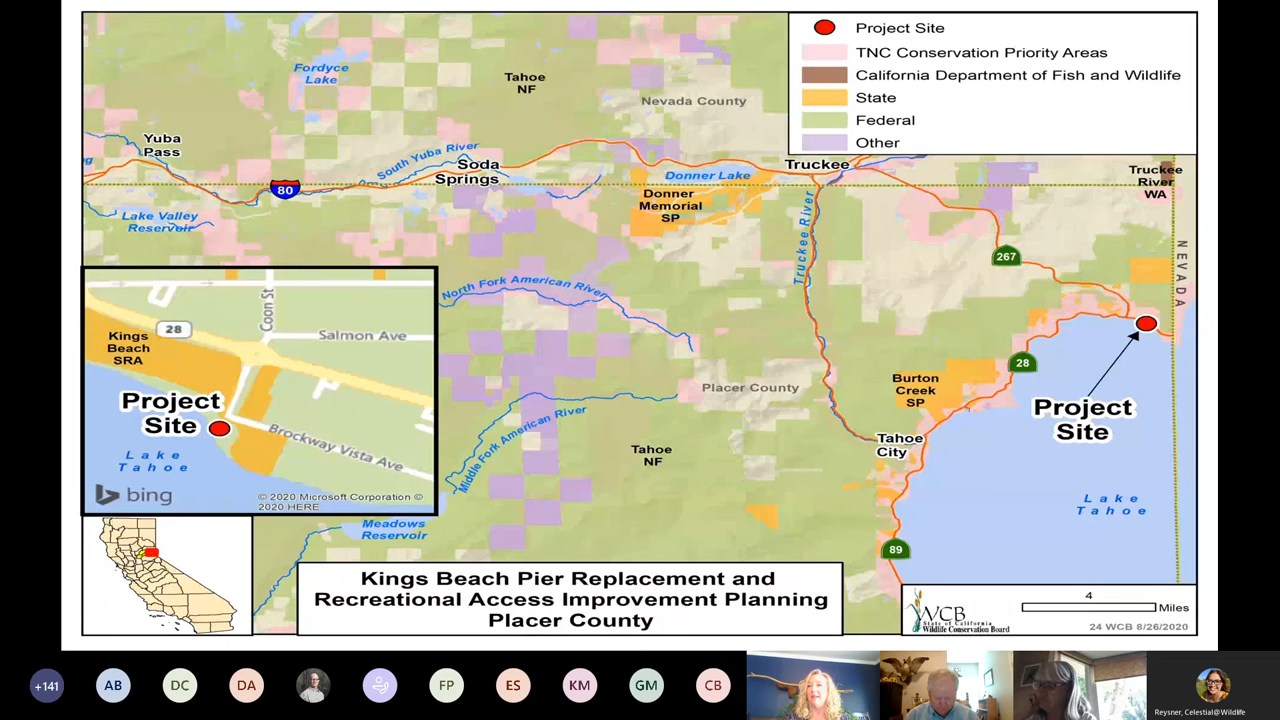 Project Site
TNC Conservation Priority Areas
California Department of Fish and Wildlife
State
Federal
Other
Fordyce
Lake
Tahoe
NF
Nevada County
Yuba
Pass
South Yuba River
Soda
Springs
80
Donner Lake
Truckee
Truckee
River
WA
Lake Valley
Reservoir
Donner
Memorial
SP
Truckee River
267
NEVADA
North Fork American River
28
Coon St
Salmon Ave
Kings
Beach
SRA
Project
Site
Brockway Vista Ave
Lake
Tahoe
bing
© 2020 Microsoft Corporation ©
2020 HERE
Placer County
Burton
Creek
SP
28
Project
Site
Middle Fork American River
Tahoe
NF
Tahoe
City
Lake
Tahoe
Meadows
Reservoir
89
Kings Beach Pier Replacement and
Recreational Access Improvement Planning
Placer County
WCB
State of California
Wildlife Conservation Board
4
Miles
24 WCB 8/26/2020
+141
AB
DC
DA
FP
ES
KM
GM
CB
Reysner, Celestial@Wildlife